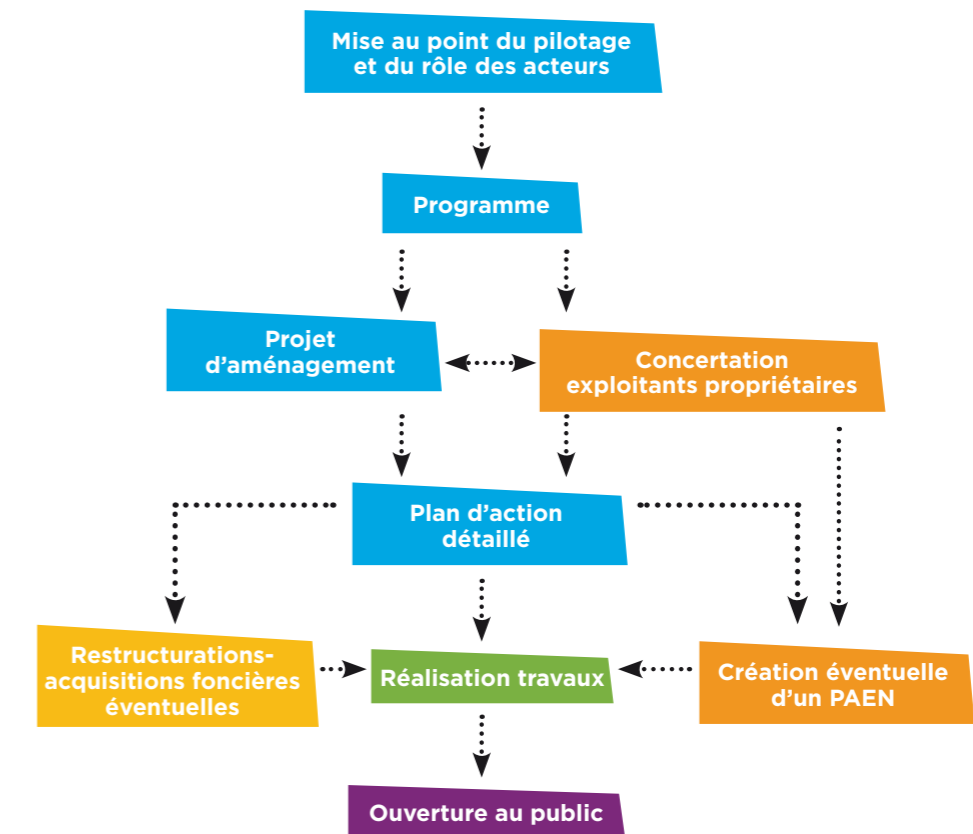 Mise au point du pilotage
et du rôle des acteurs
Programme
Projet
d'aménagement
Concertation
exploitants propriétaires
Plan d’action
détaillé
Restructurations-
acquisitions foncières
éventuelles
Réalisation travaux
Création éventuelle
d’un PAEN
Ouverture au public